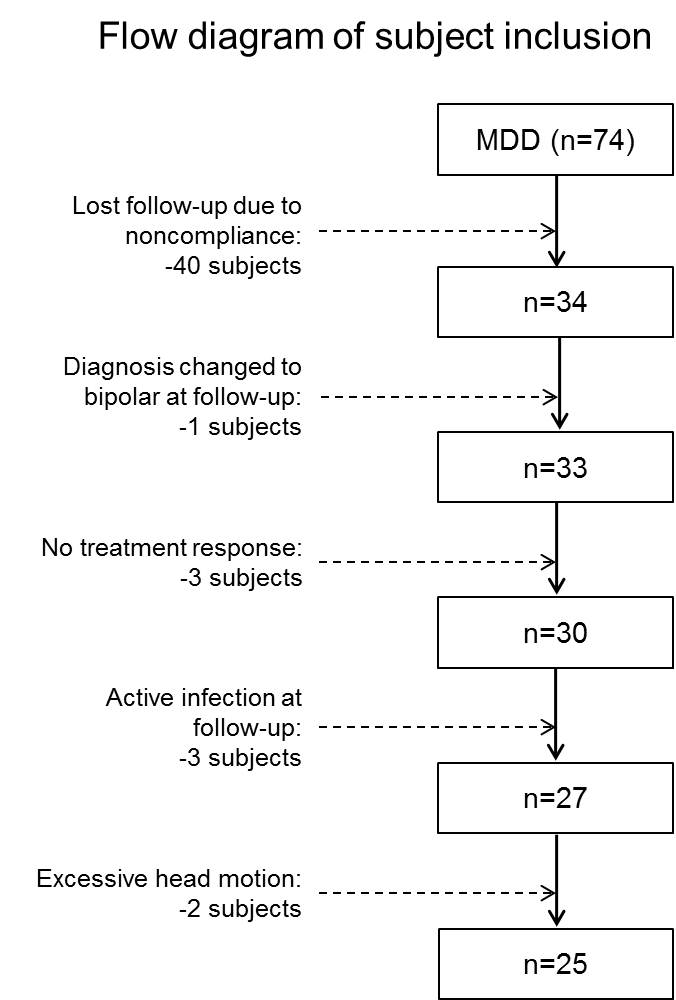 Flow diagram of subject inclusion
MDD (n=74)
Lost follow-up due to
noncompliance:
-40 subjects
n=34
Diagnosis changed to
bipolar at follow-up:
-1 subjects
n=33
No treatment response:
-3 subjects
n=30
Active infection at
follow-up:
-3 subjects
n=27
Excessive head motion:
-2 subjects
n=25